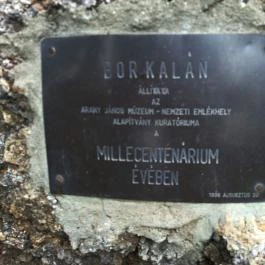 BOR KALÁN
ÁLLÍTATTA
AZ
ARANY JÁNOS MÚZEUM - NEMZETI EMLÉKHELY
ALAPÍTVÁNY KURATÓRIUMA
A
MILLECENTENÁRIUM
ÉVÉBEN
1996 AUGUSZTUS 20